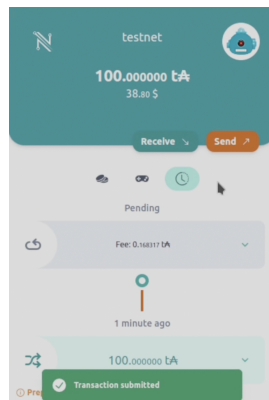 testnet
100.000000 t₳
38.80 $
Receive ↘
Send ↗
Pending
Fee: 0.168317 t₳
1 minute ago
100.000000 t₳
Transaction submitted